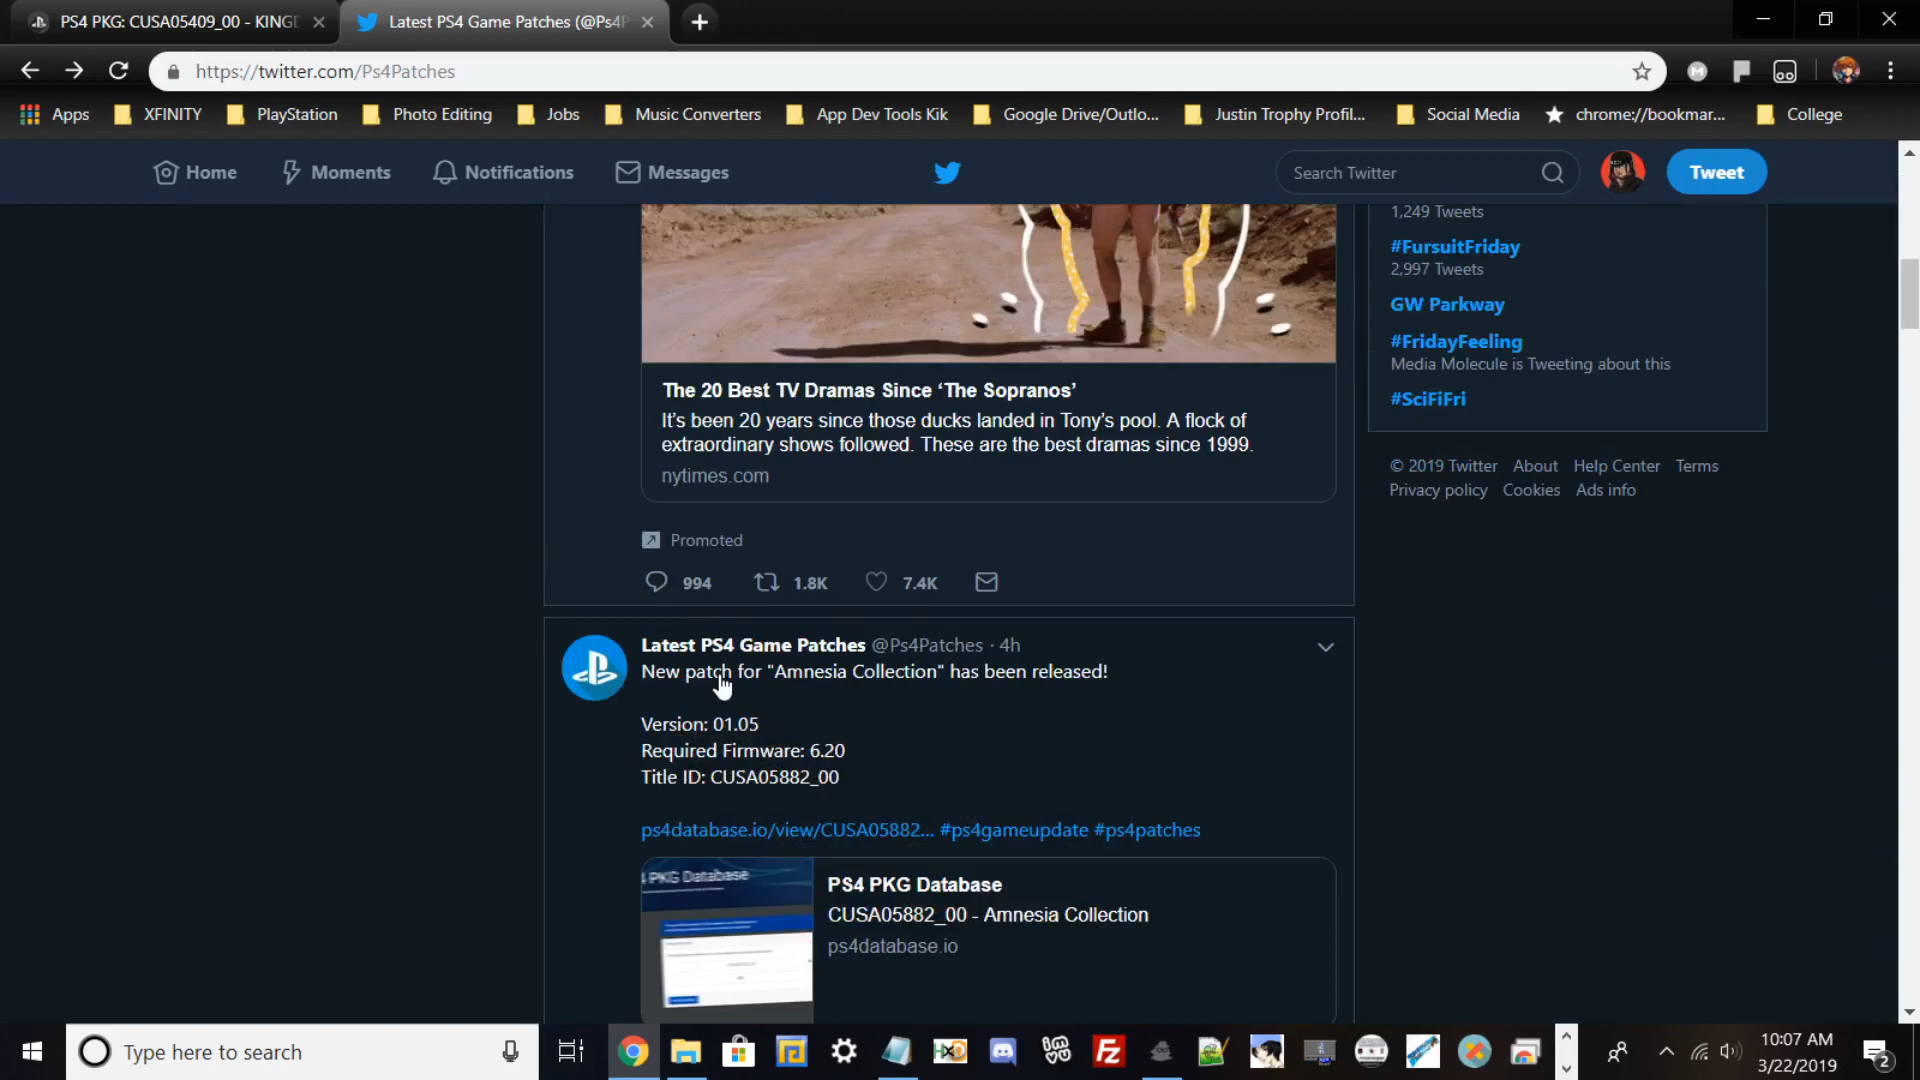 PS4 PKG: CUSA05409_00 - KING
Latest PS4 Game Patches (@Ps4P
https://twitter.com/Ps4Patches
Apps
XFINITY
PlayStation
Photo Editing
Jobs
Music Converters
App Dev Tools Kik
Google Drive/Outlo...
Justin Trophy Profil...
Social Media
chrome://bookmar...
College
Home
Moments
Notifications
Messages
Search Twitter
Tweet
1,249 Tweets
#FursuitFriday
2,997 Tweets
GW Parkway
#FridayFeeling
Media Molecule is Tweeting about this
#SciFiFri
© 2019 Twitter About Help Center Terms
Privacy policy Cookies Ads info
The 20 Best TV Dramas Since ‘The Sopranos’
It’s been 20 years since those ducks landed in Tony’s pool. A flock of
extraordinary shows followed. These are the best dramas since 1999.
nytimes.com
Promoted
994 1.8K 7.4K
Latest PS4 Game Patches @Ps4Patches · 4h
New patch for "Amnesia Collection" has been released!
Version: 01.05
Required Firmware: 6.20
Title ID: CUSA05882_00
ps4database.io/view/CUSA05882... #ps4gameupdate #ps4patches
PKG Database
PS4 PKG Database
CUSA05882_00 - Amnesia Collection
ps4database.io
Type here to search
10:07 AM
3/22/2019
2